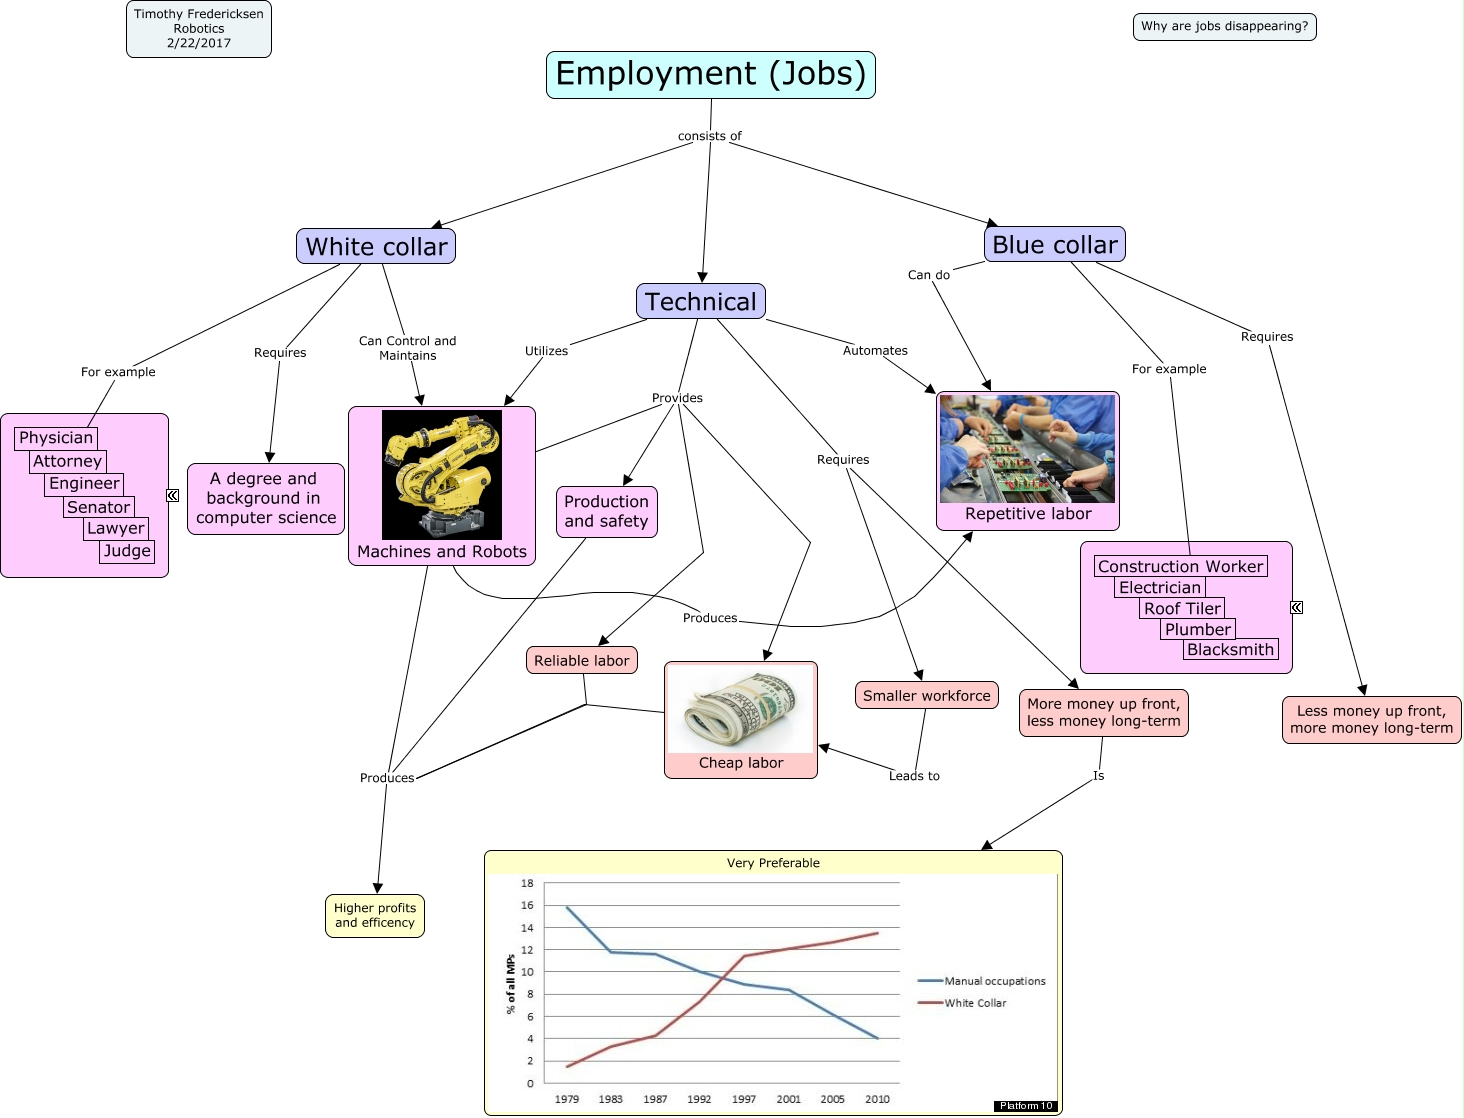 Timothy Fredericksen
Robotics
2/22/2017
Why are jobs disappearing?
Employment (Jobs)
consists of
White collar
Technical
Blue collar
For example
Requires
Can Control and
Maintains
Utilizes
Provides
Requires
Automates
Can do
For example
Requires
Physician
Attorney
Engineer
Senator
Lawyer
Judge
A degree and
background in
computer science
Machines and Robots
Production
and safety
Repetitive labor
Construction Worker
Electrician
Roof Tiler
Plumber
Blacksmith
Produces
Reliable labor
Cheap labor
Smaller workforce
More money up front,
less money long-term
Less money up front,
more money long-term
Produces
Leads to
Is
Higher profits
and efficency
Very Preferable
18
16
14
12
10
8
6
4
2
0
% of all MPs
1979 1983 1987 1992 1997 2001 2005 2010
Manual occupations
White Collar
Platform 10